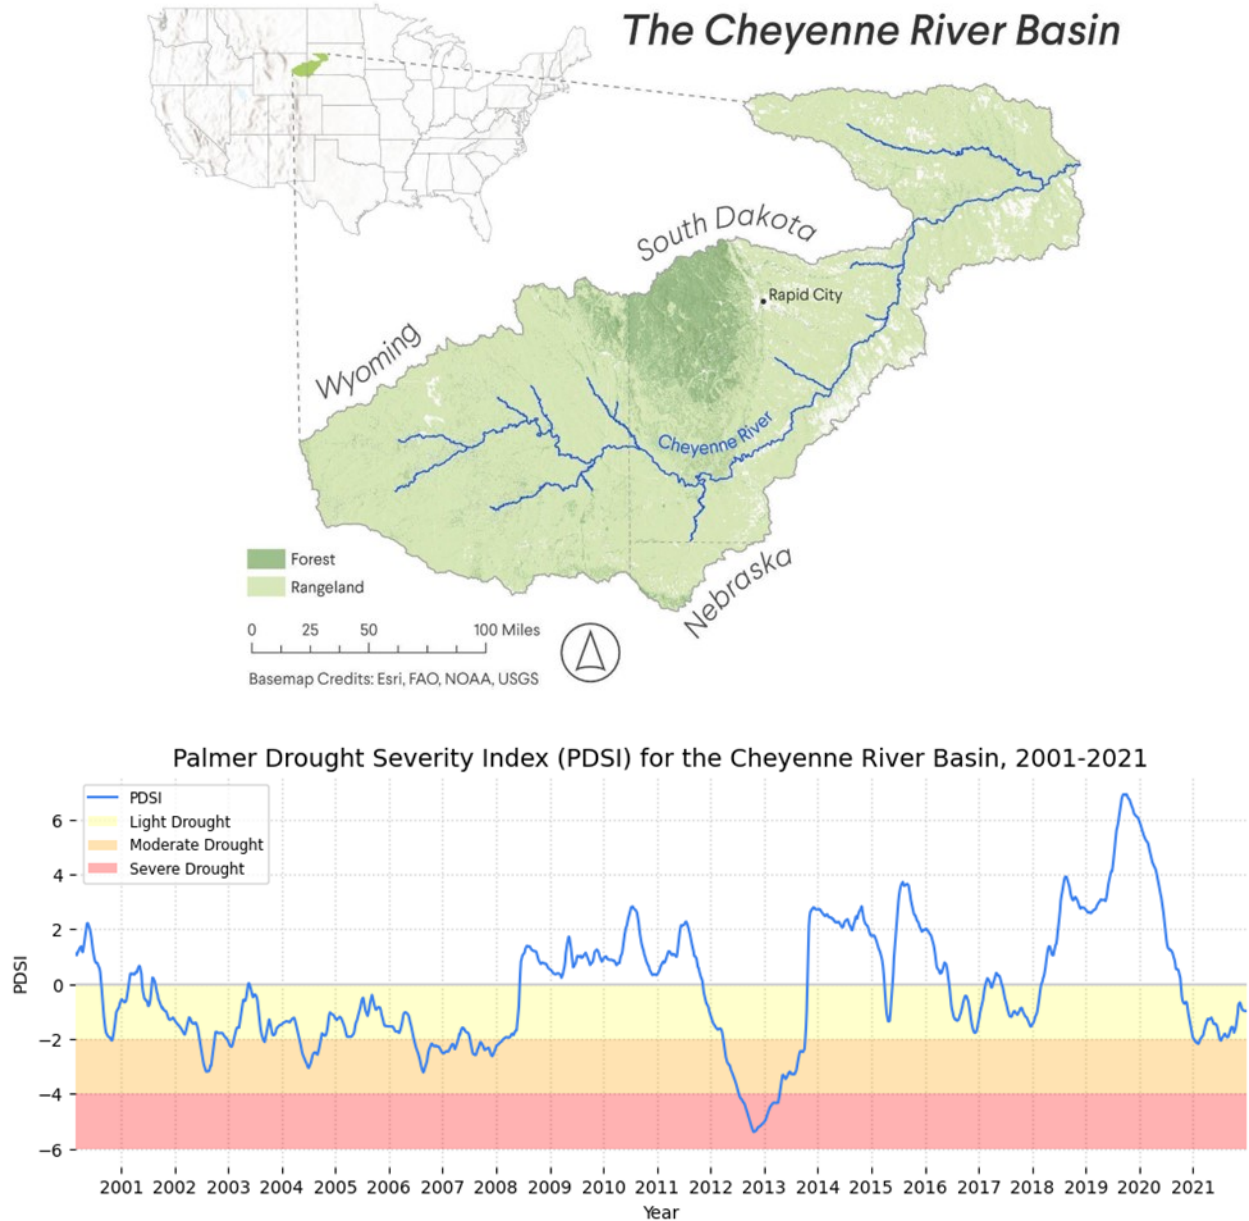 The Cheyenne River Basin
South Dakota
Rapid City
Wyoming
Cheyenne River
Nebraska
Forest
Rangeland
0 25 50 100 Miles
Basemap Credits: Esri, FAO, NOAA, USGS
Palmer Drought Severity Index (PDSI) for the Cheyenne River Basin, 2001-2021
PDSI
Light Drought
Moderate Drought
Severe Drought
6
4
2
0
−2
−4
−6
PDSI
2001 2002 2003 2004 2005 2006 2007 2008 2009 2010 2011 2012 2013 2014 2015 2016 2017 2018 2019 2020 2021
Year